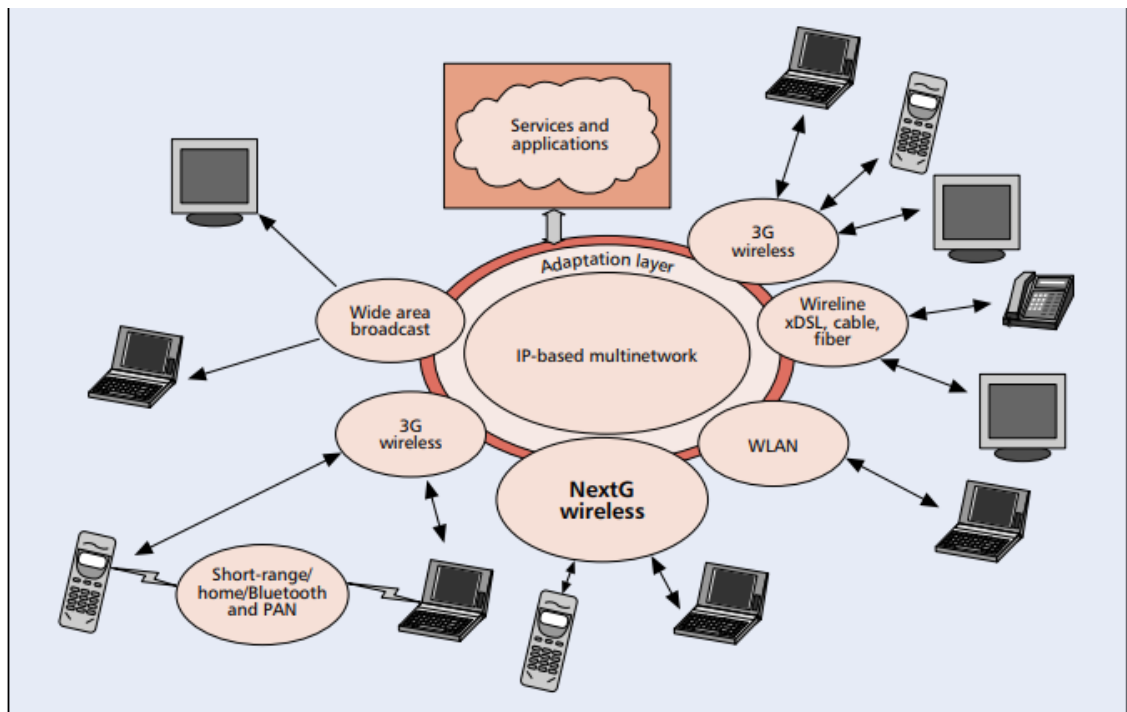 Services and
applications
3G
wireless
Adaptation layer
Wide area
broadcast
Wireline
xDSL, cable,
fiber
IP-based multinetwork
3G
wireless
WLAN
NextG
wireless
Short-range/
home/Bluetooth
and PAN